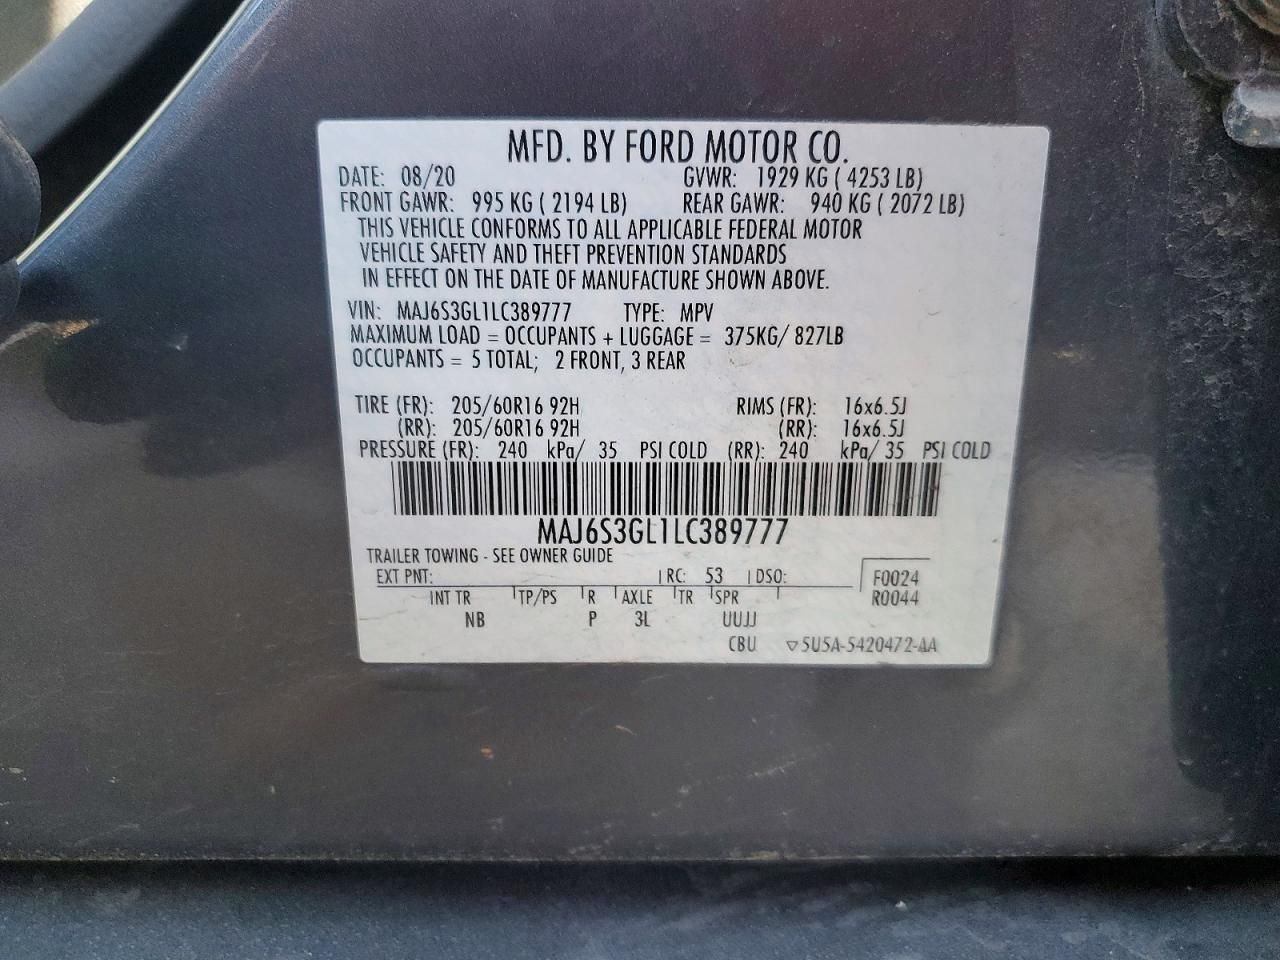 MFD. BY FORD MOTOR CO.
DATE: 08/20 GVWR: 1929 KG ( 4253 LB)
FRONT GAWR: 995 KG ( 2194 LB) REAR GAWR: 940 KG ( 2072 LB)
THIS VEHICLE CONFORMS TO ALL APPLICABLE FEDERAL MOTOR
VEHICLE SAFETY AND THEFT PREVENTION STANDARDS
IN EFFECT ON THE DATE OF MANUFACTURE SHOWN ABOVE.
VIN: MAJ6S3GL1LC389777 TYPE: MPV
MAXIMUM LOAD = OCCUPANTS + LUGGAGE = 375KG/ 827LB
OCCUPANTS = 5 TOTAL; 2 FRONT, 3 REAR
TIRE (FR): 205/60R16 92H RIMS (FR): 16x6.5J
(RR): 205/60R16 92H (RR): 16x6.5J
PRESSURE (FR): 240 kPa/ 35 PSI COLD (RR): 240 kPa/ 35 PSI COLD
MAJ6S3GL1LC389777
TRAILER TOWING - SEE OWNER GUIDE
EXT PNT: RC: 53 DSO: F0024
INT TR TP/PS R AXLE TR SPR R0044
NB P 3L UUJJ
CBU ▽5U5A-5420472-AA